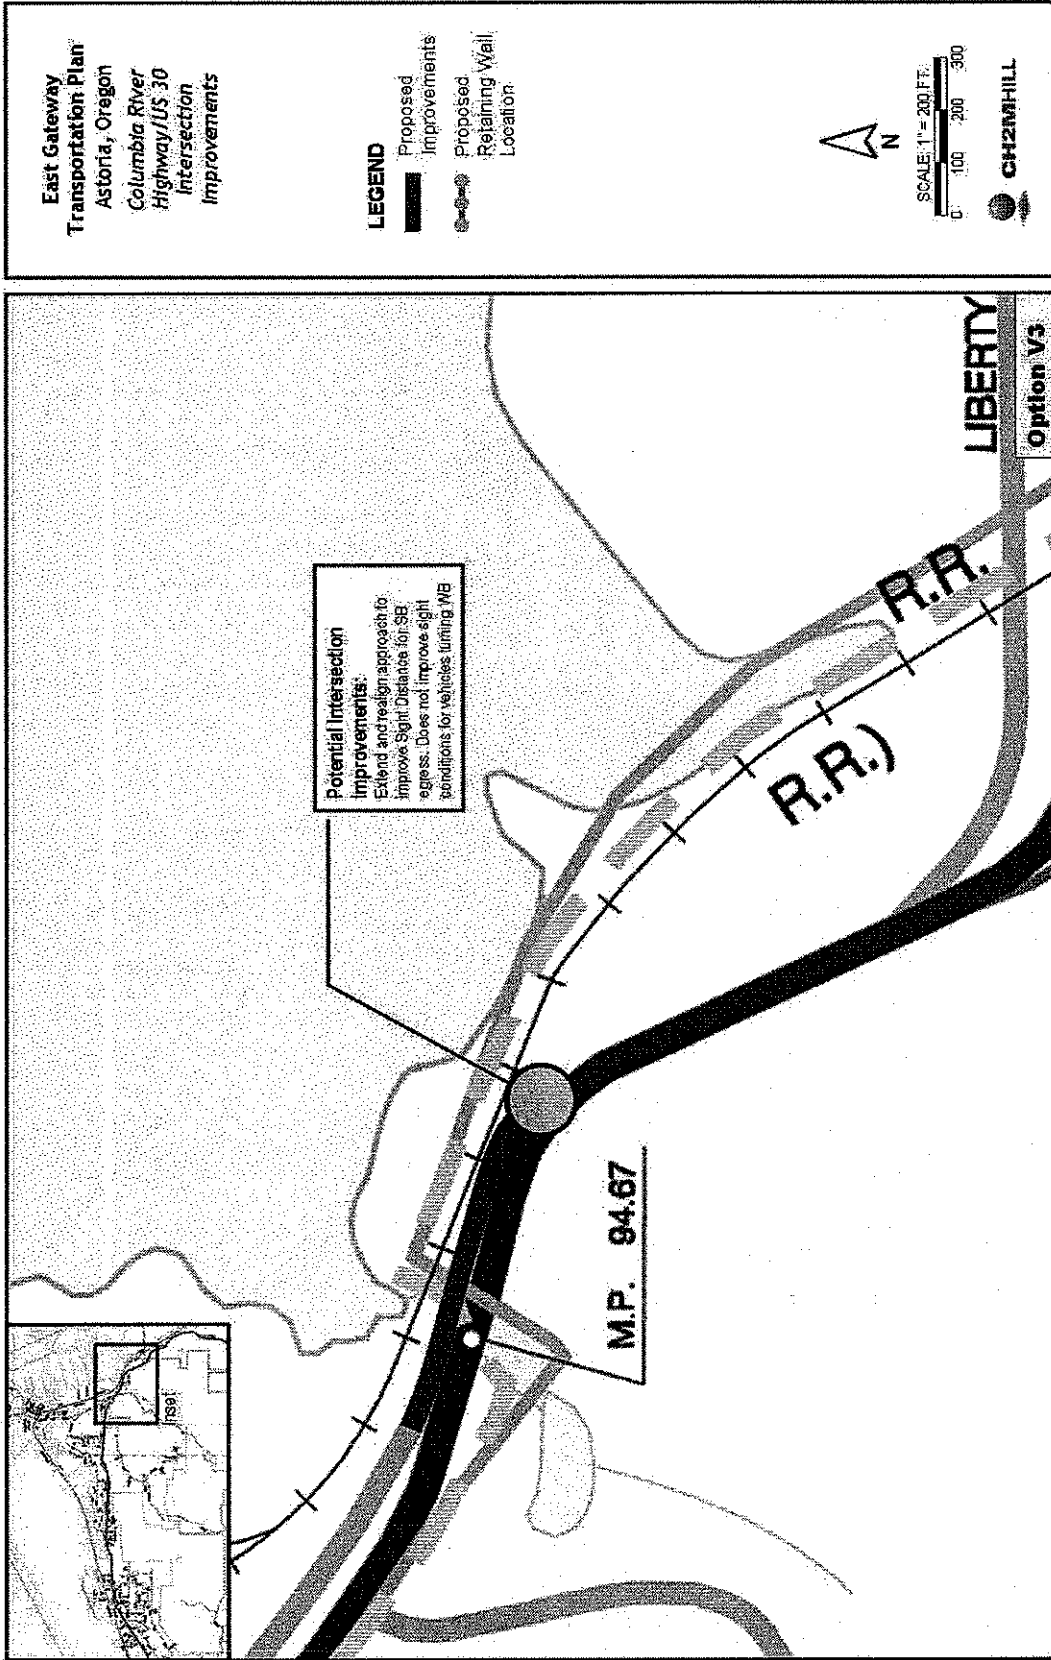 East Gateway
Transportation Plan
Astoria, Oregon
Columbia River
Highway/US 30
Intersection
Improvements
LEGEND
Proposed
Improvements
Proposed
Retaining Wall
Location
N
SCALE: 1" = 200 FT.
0 100 200 300
CH2MHILL
Inset
Potential Intersection
Improvements:
Extend and realign approach to
improve Sight Distance for SB
egress. Does not improve sight
conditions for vehicles turning WB
M.P. 94.67
R.R.
R.R.)
LIBERTY
Option V3